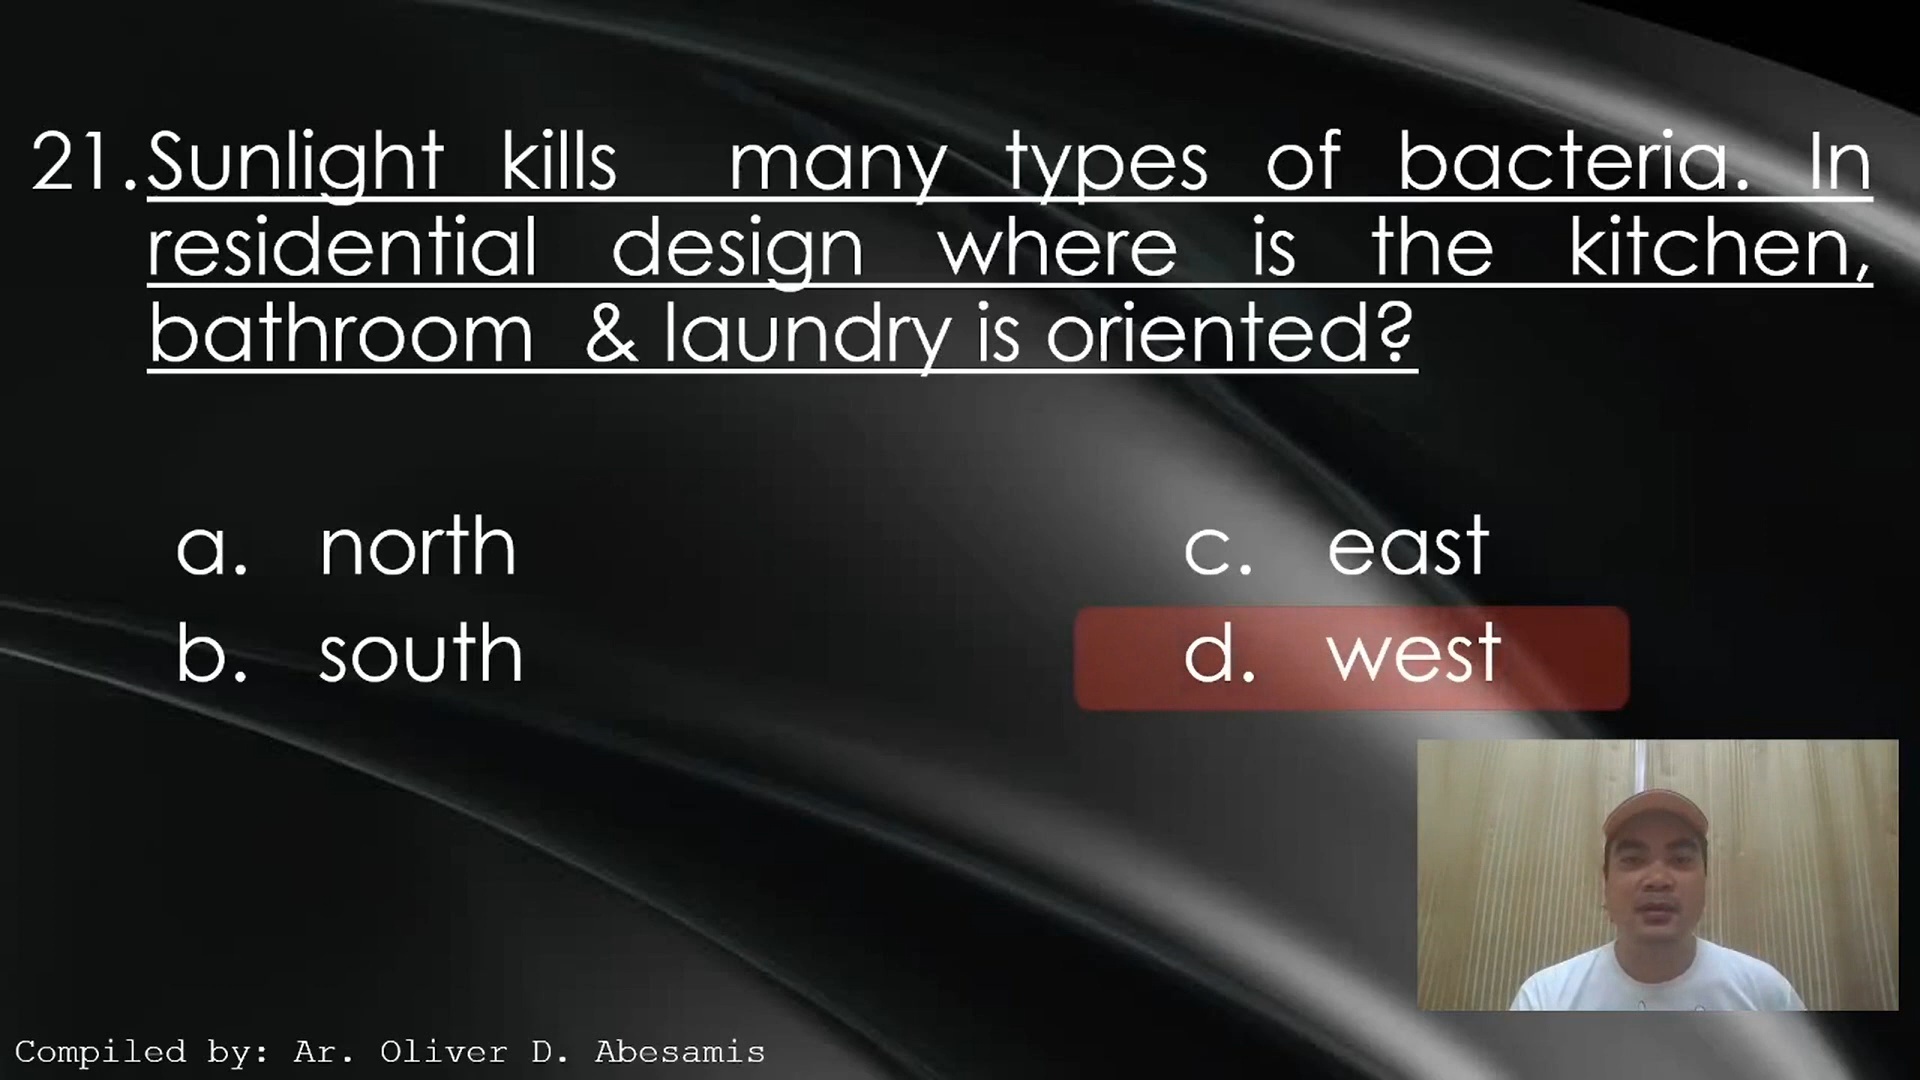 21. Sunlight kills many types of bacteria. In
residential design where is the kitchen,
bathroom & laundry is oriented?
a. north
b. south
c. east
d. west
Compiled by: Ar. Oliver D. Abesamis